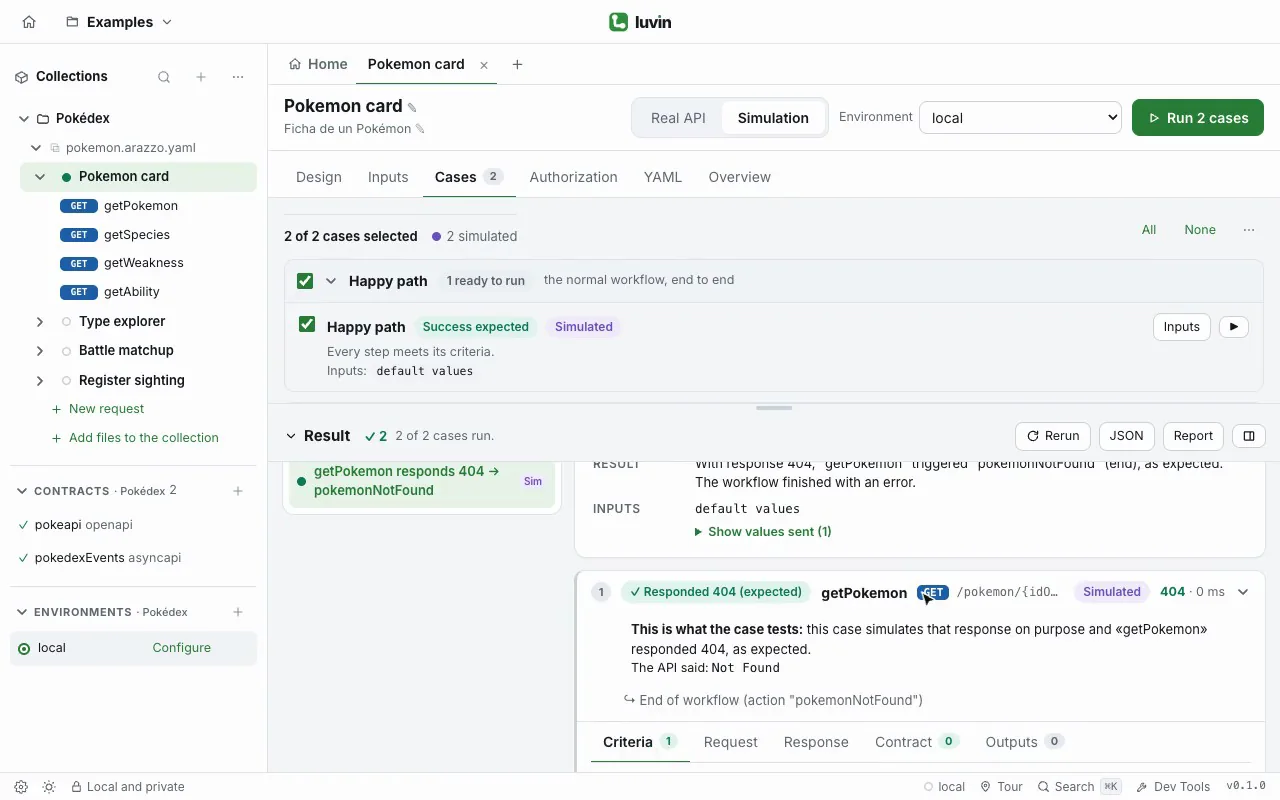 Examples
luvin
Collections
Pokédex
pokemon.arazzo.yaml
Pokemon card
GET getPokemon
GET getSpecies
GET getWeakness
GET getAbility
Type explorer
Battle matchup
Register sighting
+ New request
+ Add files to the collection
CONTRACTS · Pokédex 2
pokeapi openapi
pokedexEvents asyncapi
ENVIRONMENTS · Pokédex
local Configure
Home Pokemon card
Pokemon card
Ficha de un Pokémon
Real API Simulation Environment local Run 2 cases
Design Inputs Cases 2 Authorization YAML Overview
2 of 2 cases selected 2 simulated All None ...
Happy path 1 ready to run the normal workflow, end to end
Happy path Success expected Simulated Inputs
Every step meets its criteria.
Inputs: default values
Result 2 2 of 2 cases run. Rerun JSON Report
getPokemon responds 404 →
pokemonNotFound Sim
RESULT With response 404, "getPokemon" triggered "pokemonNotFound" (end), as expected.
The workflow finished with an error.
INPUTS default values
Show values sent (1)
1 Responded 404 (expected) getPokemon GET /pokemon/{idO… Simulated 404 · 0 ms
This is what the case tests: this case simulates that response on purpose and «getPokemon»
responded 404, as expected.
The API said: Not Found
↪ End of workflow (action "pokemonNotFound")
Criteria 1 Request Response Contract 0 Outputs 0
Local and private local Tour Search ⌘K Dev Tools v0.1.0